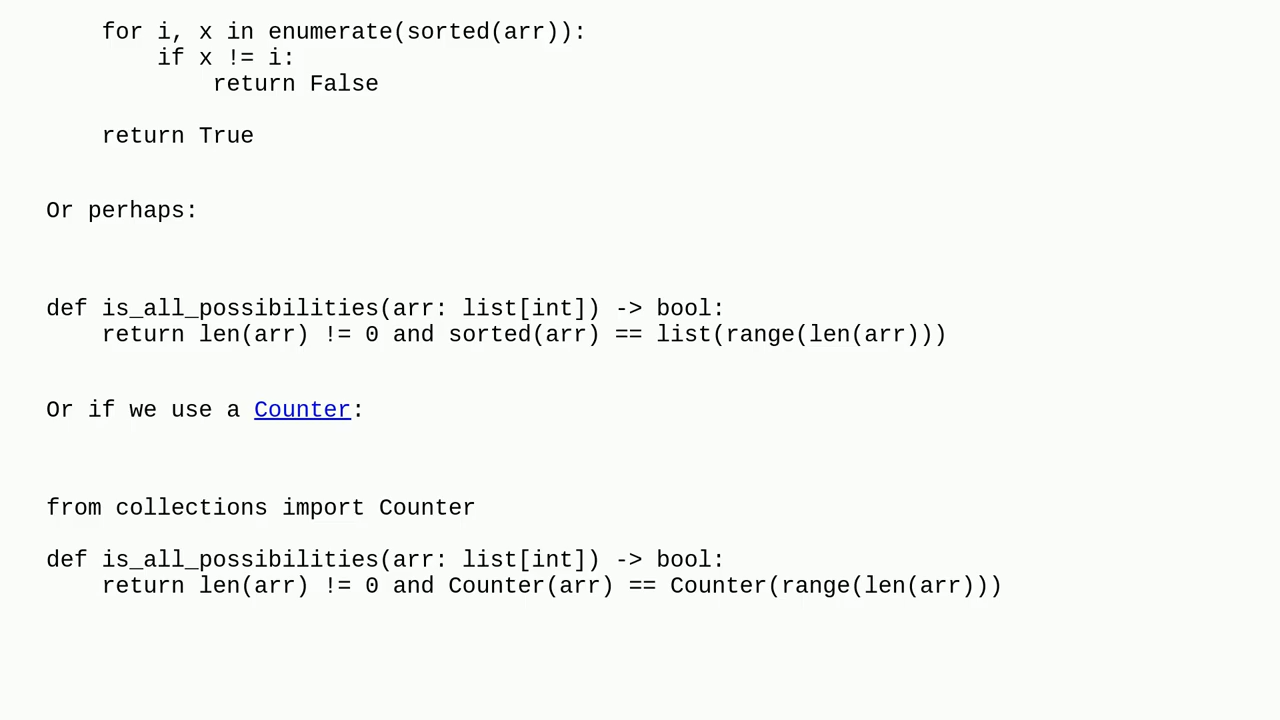 for i, x in enumerate(sorted(arr)):
        if x != i:
            return False
    return True
Or perhaps:
def is_all_possibilities(arr: list[int]) -> bool:
    return len(arr) != 0 and sorted(arr) == list(range(len(arr)))
Or if we use a Counter:
from collections import Counter
def is_all_possibilities(arr: list[int]) -> bool:
    return len(arr) != 0 and Counter(arr) == Counter(range(len(arr)))